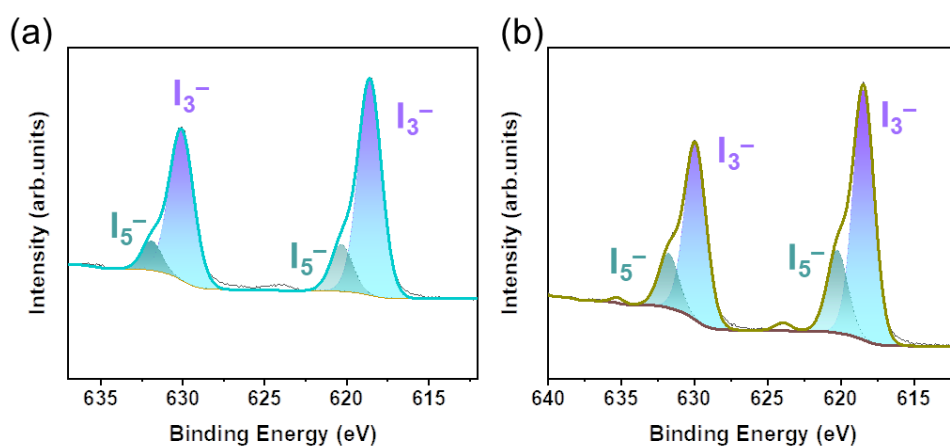 (a)
I₃⁻
I₃⁻
I₅⁻
I₅⁻
Intensity (arb.units)
635 630 625 620 615
Binding Energy (eV)
(b)
I₃⁻
I₃⁻
I₅⁻
I₅⁻
Intensity (arb.units)
640 635 630 625 620 615
Binding Energy (eV)